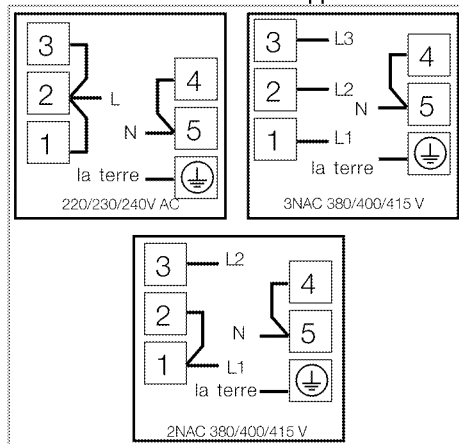 3
2
1
L
N
4
5
la terre
220/230/240V AC
3
2
1
L3
L2
L1
N
4
5
la terre
3NAC 380/400/415 V
3
2
1
L2
L1
N
4
5
la terre
2NAC 380/400/415 V